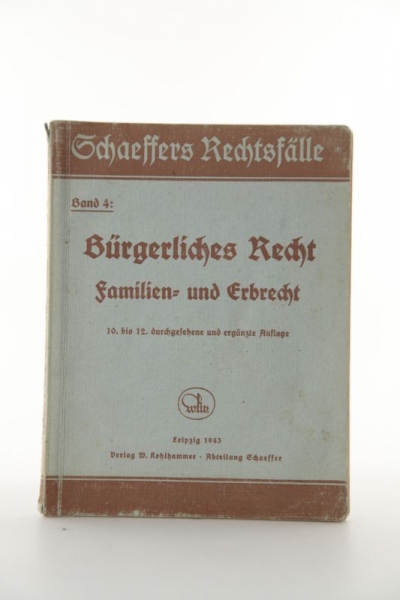 Schaeffers Rechtsfälle
Band 4:
Bürgerliches Recht
Familien- und Erbrecht
10. bis 12. durchgesehene und ergänzte Auflage
Leipzig 1943
Verlag W. Kohlhammer · Abteilung Schaeffer